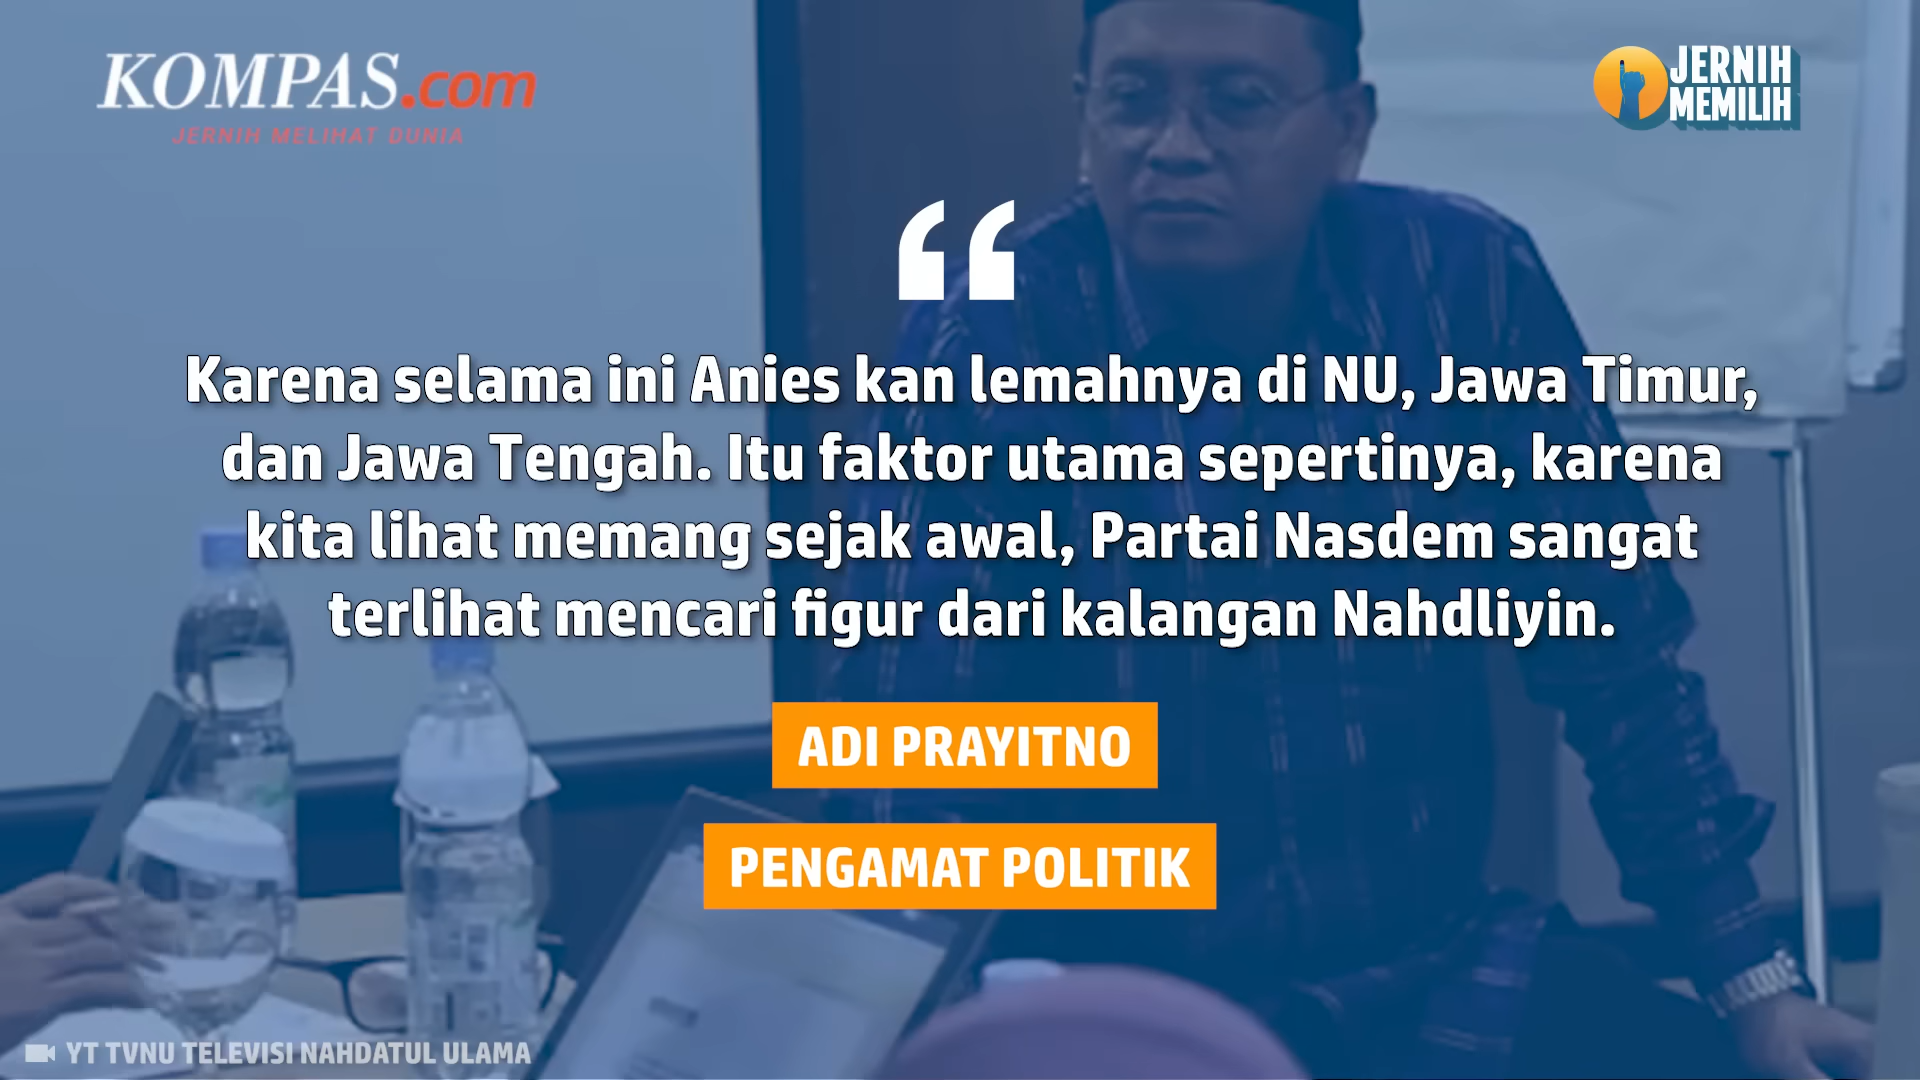 KOMPAS.com
JERNIH MELIHAT DUNIA
JERNIH
MEMILIH
“
Karena selama ini Anies kan lemahnya di NU, Jawa Timur,
dan Jawa Tengah. Itu faktor utama sepertinya, karena
kita lihat memang sejak awal, Partai Nasdem sangat
terlihat mencari figur dari kalangan Nahdliyin.
ADI PRAYITNO
PENGAMAT POLITIK
YT TVNU TELEVISI NAHDATUL ULAMA